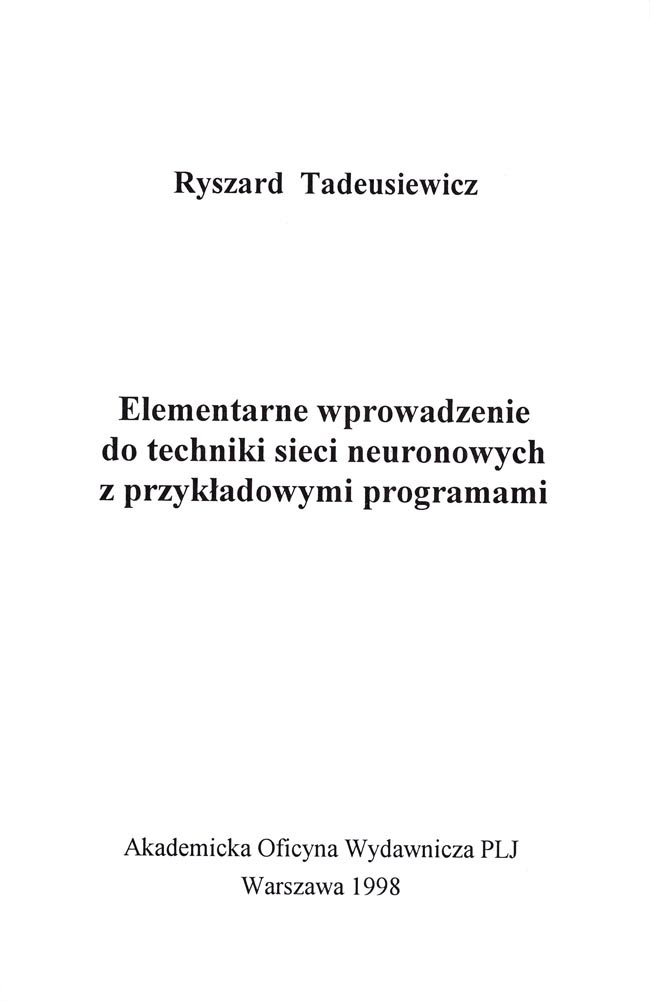 Ryszard Tadeusiewicz
Elementarne wprowadzenie
do techniki sieci neuronowych
z przykładowymi programami
Akademicka Oficyna Wydawnicza PLJ
Warszawa 1998